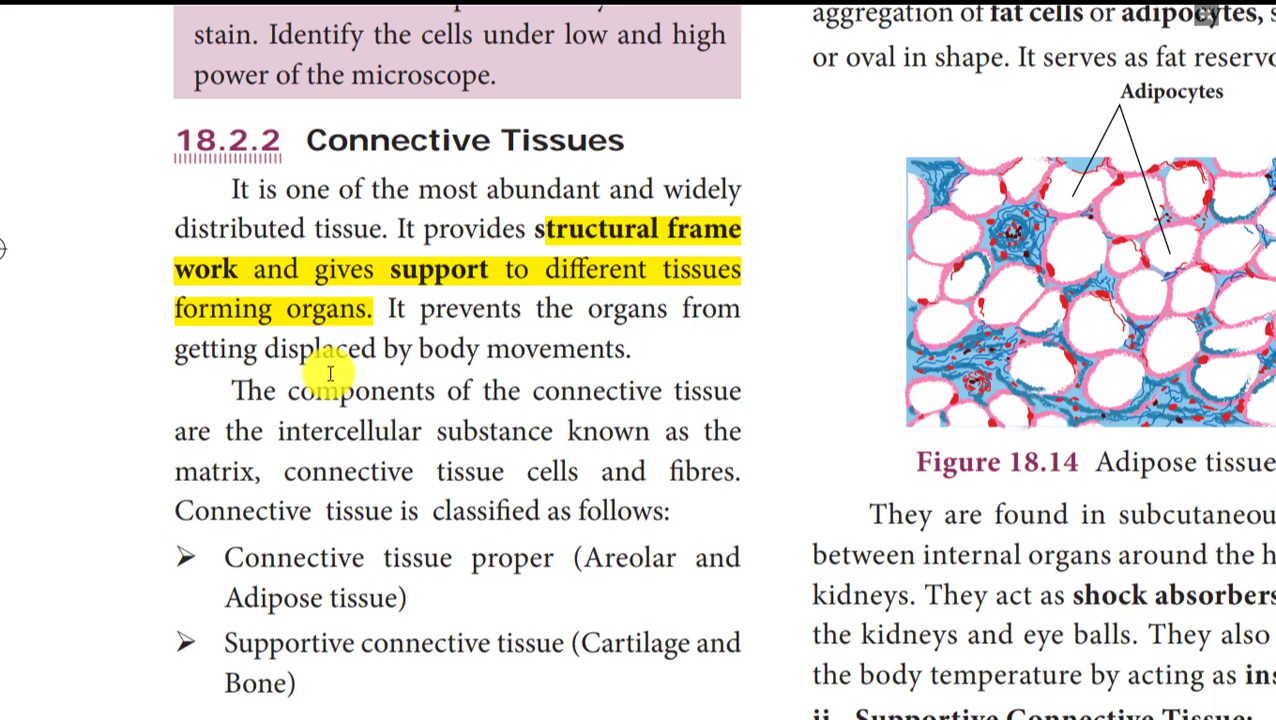 stain. Identify the cells under low and high
power of the microscope.
18.2.2 Connective Tissues
It is one of the most abundant and widely
distributed tissue. It provides structural frame
work and gives support to different tissues
forming organs. It prevents the organs from
getting displaced by body movements.
The components of the connective tissue
are the intercellular substance known as the
matrix, connective tissue cells and fibres.
Connective tissue is classified as follows:
➤ Connective tissue proper (Areolar and
Adipose tissue)
➤ Supportive connective tissue (Cartilage and
Bone)
aggregation of fat cells or adipocytes, s
or oval in shape. It serves as fat reservo
Adipocytes
Figure 18.14 Adipose tissue
They are found in subcutaneou
between internal organs around the h
kidneys. They act as shock absorbers
the kidneys and eye balls. They also
the body temperature by acting as ins
ii. Supportive Connective Tissue: